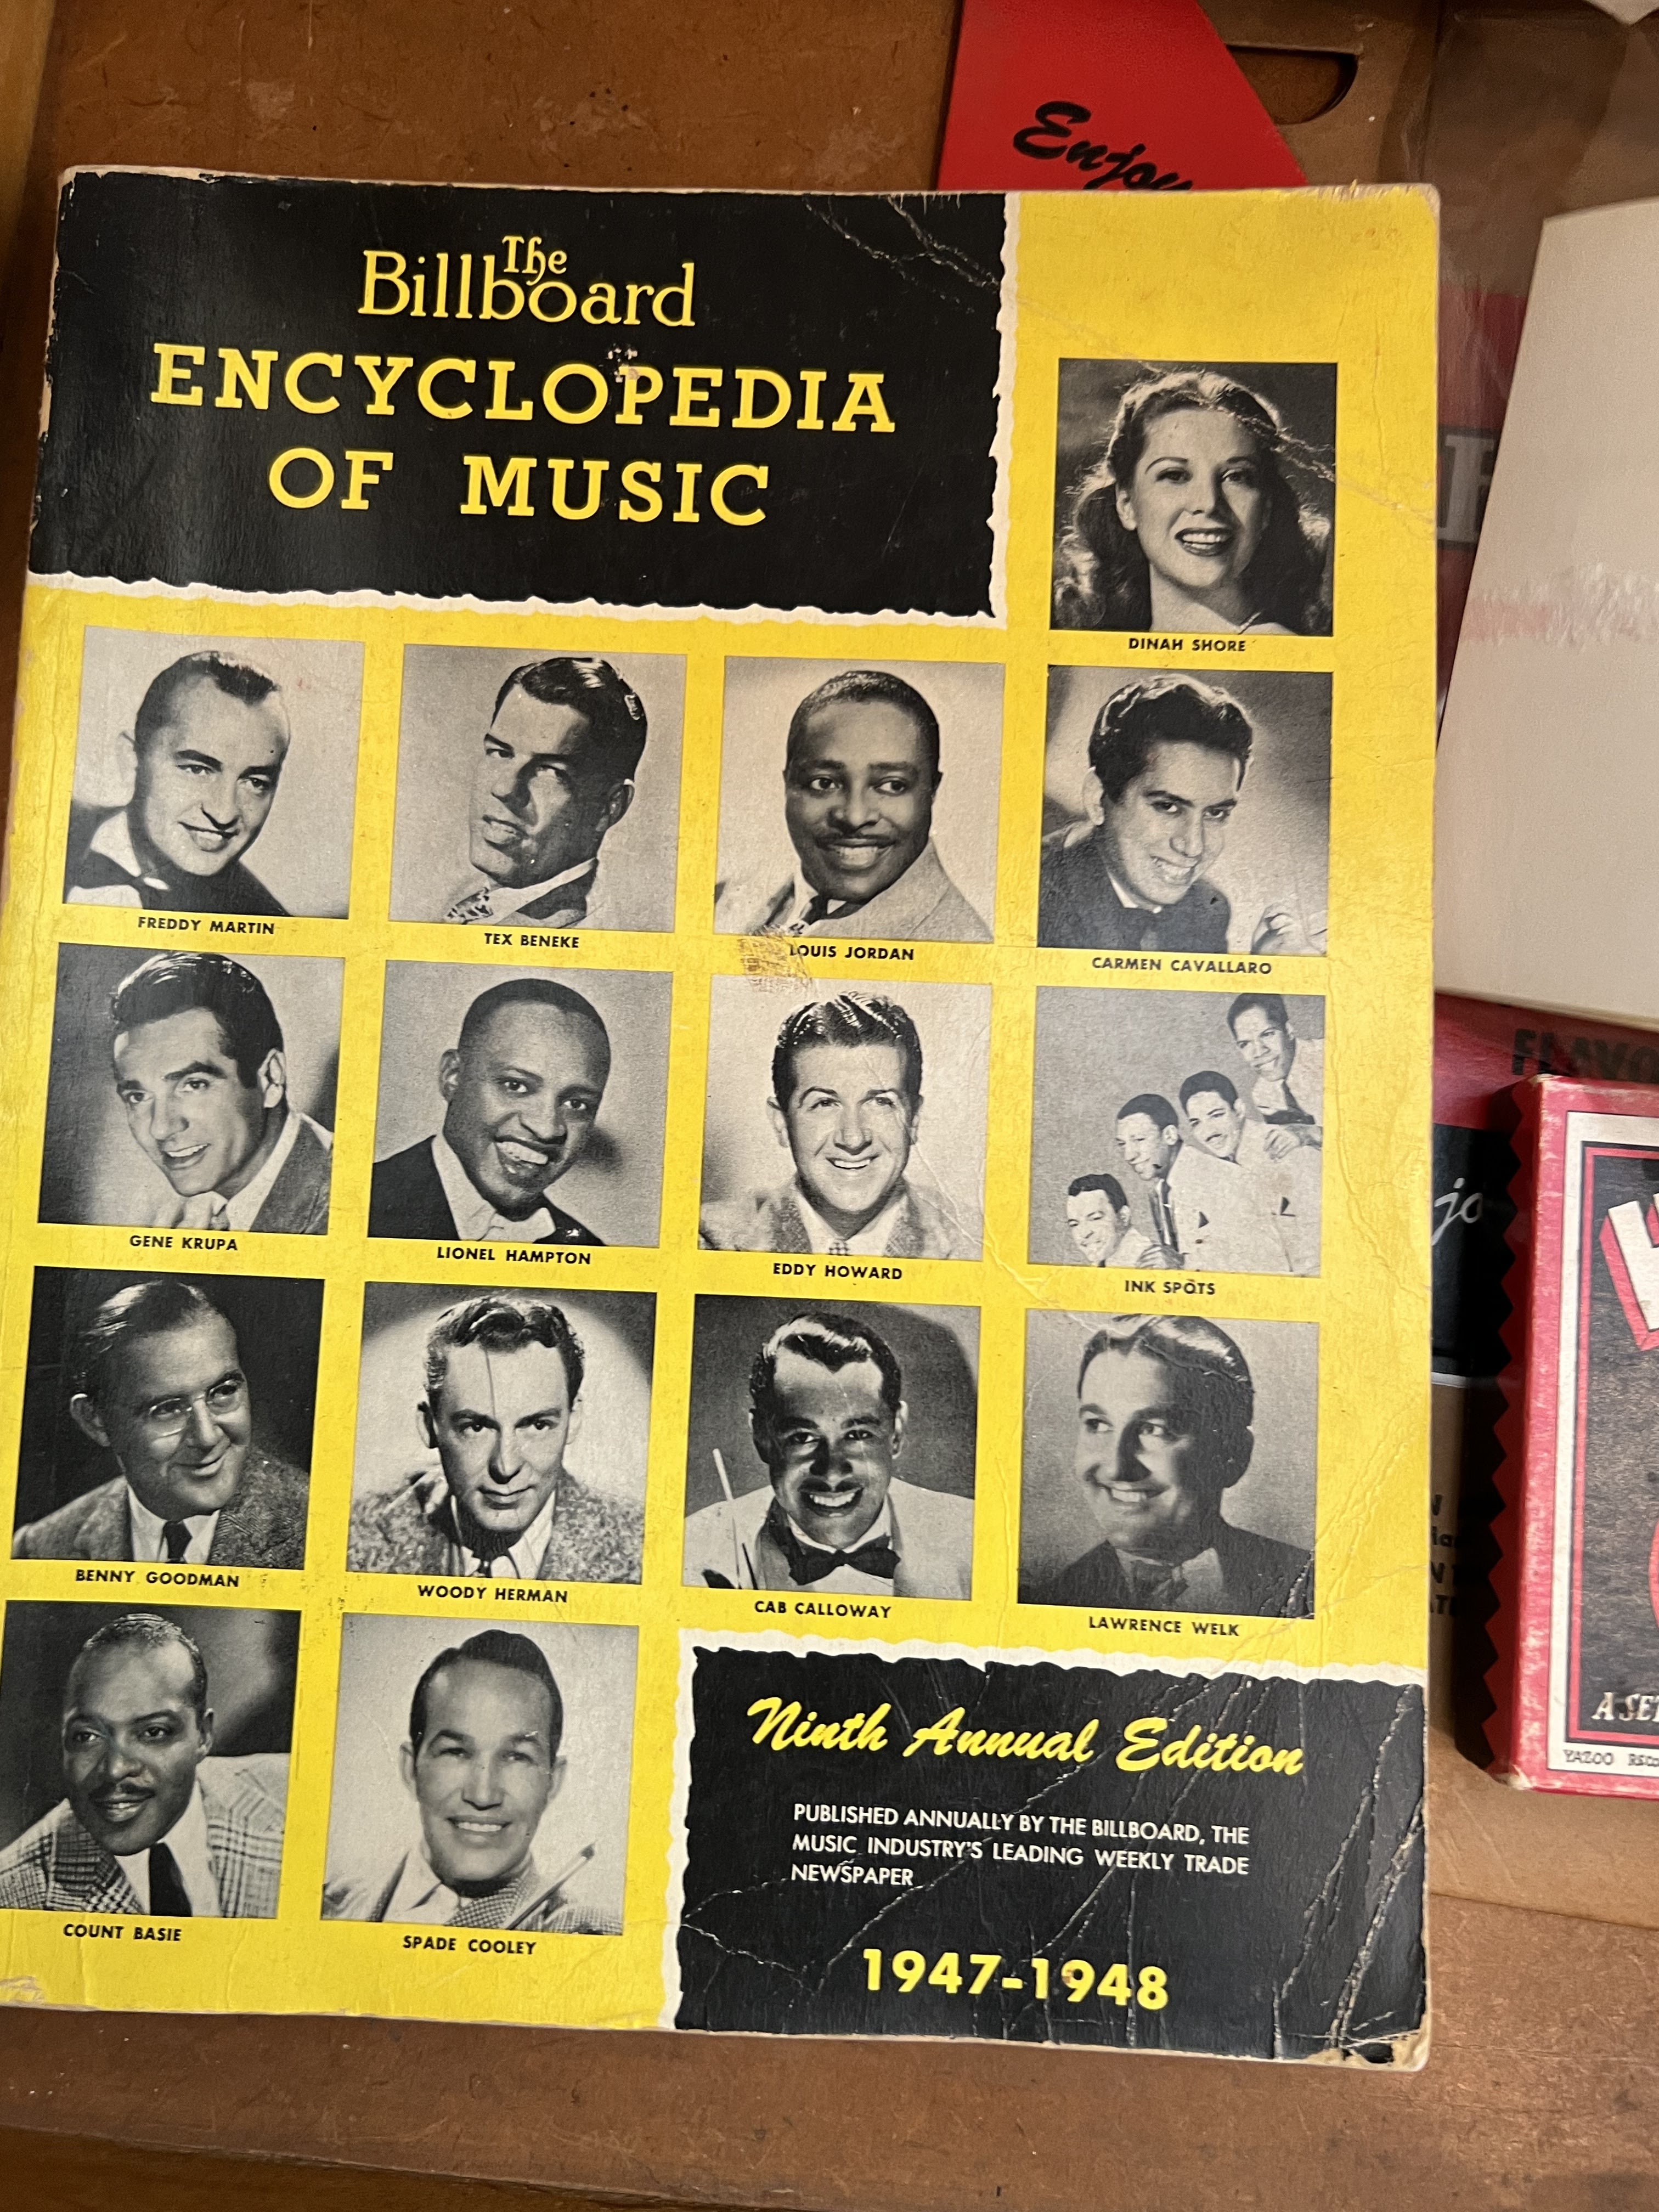 Enjoy
The
Billboard
ENCYCLOPEDIA
OF MUSIC
DINAH SHORE
FREDDY MARTIN
TEX BENEKE
LOUIS JORDAN
CARMEN CAVALLARO
GENE KRUPA
LIONEL HAMPTON
EDDY HOWARD
INK SPOTS
BENNY GOODMAN
WOODY HERMAN
CAB CALLOWAY
LAWRENCE WELK
COUNT BASIE
SPADE COOLEY
Ninth Annual Edition
PUBLISHED ANNUALLY BY THE BILLBOARD, THE
MUSIC INDUSTRY'S LEADING WEEKLY TRADE
NEWSPAPER
1947-1948
A SET
YAZOO